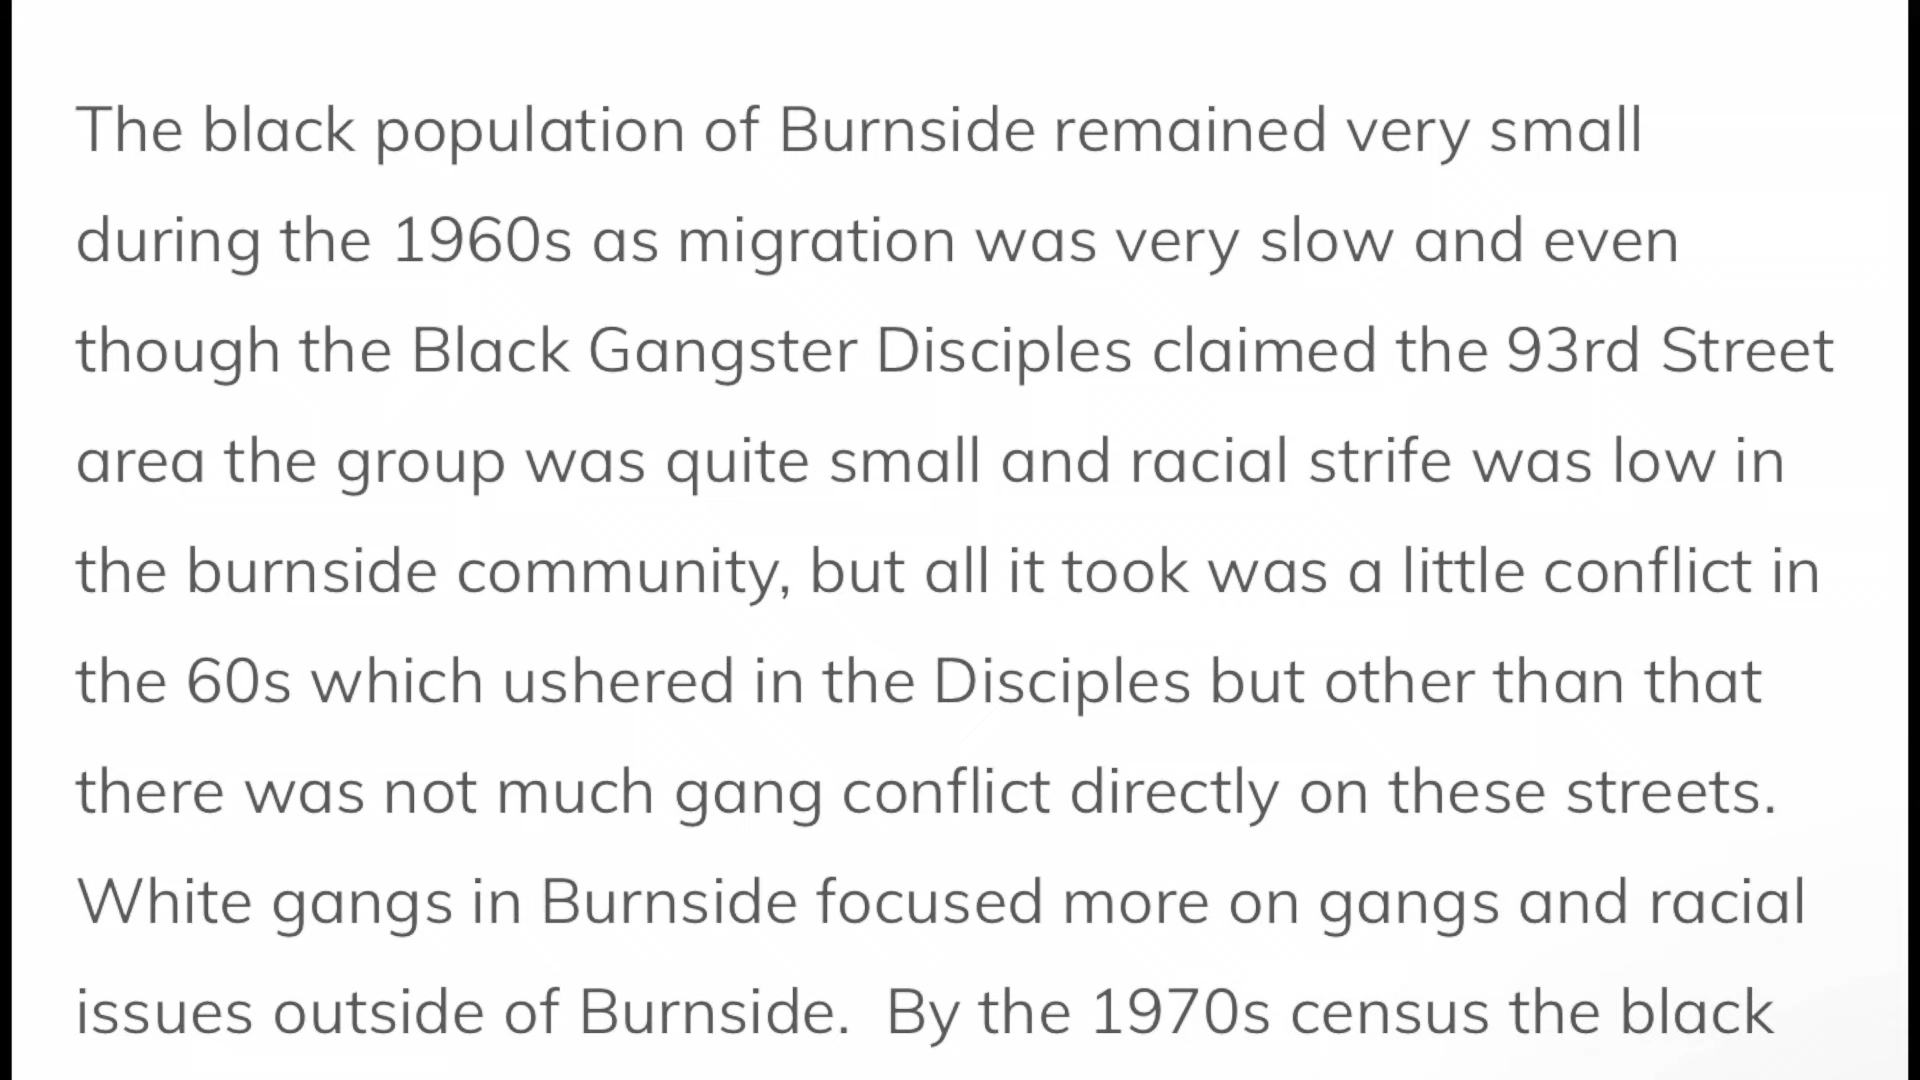 The black population of Burnside remained very small
during the 1960s as migration was very slow and even
though the Black Gangster Disciples claimed the 93rd Street
area the group was quite small and racial strife was low in
the burnside community, but all it took was a little conflict in
the 60s which ushered in the Disciples but other than that
there was not much gang conflict directly on these streets.
White gangs in Burnside focused more on gangs and racial
issues outside of Burnside.  By the 1970s census the black